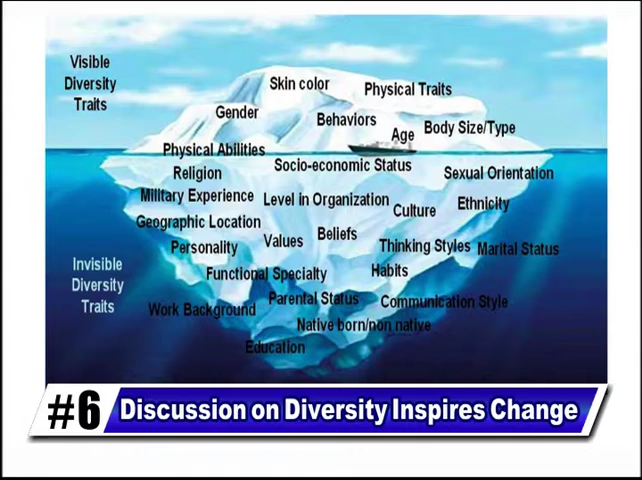 Visible
Diversity
Traits
Skin color
Physical Traits
Gender
Behaviors
Age
Body Size/Type
Physical Abilities
Socio-economic Status
Religion
Sexual Orientation
Military Experience
Level in Organization
Culture
Ethnicity
Geographic Location
Personality
Values
Beliefs
Thinking Styles
Marital Status
Invisible
Diversity
Traits
Functional Specialty
Habits
Work Background
Parental Status
Communication Style
Native born/non native
Education
#6 Discussion on Diversity Inspires Change